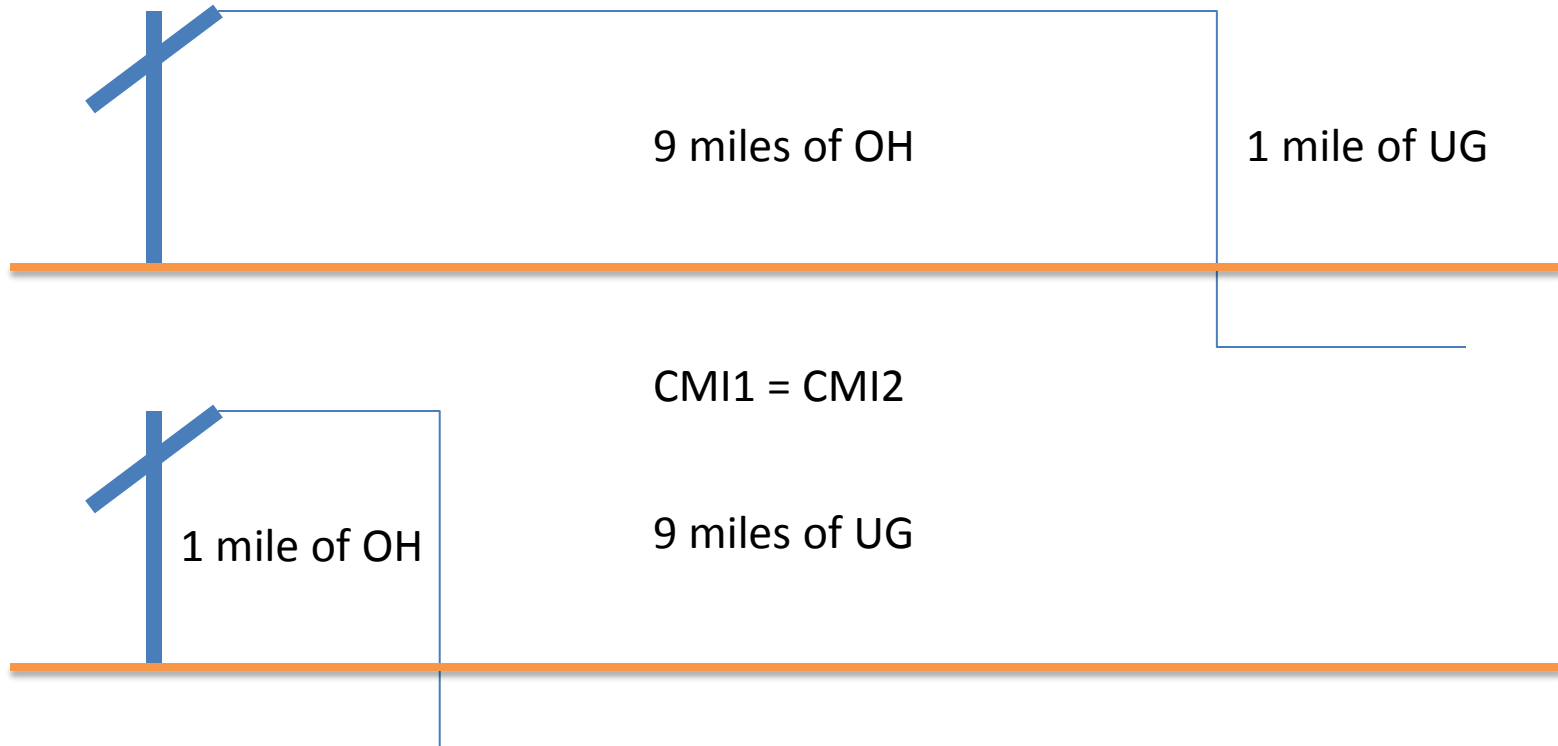 9 miles of OH
1 mile of UG
CMI1 = CMI2
1 mile of OH
9 miles of UG